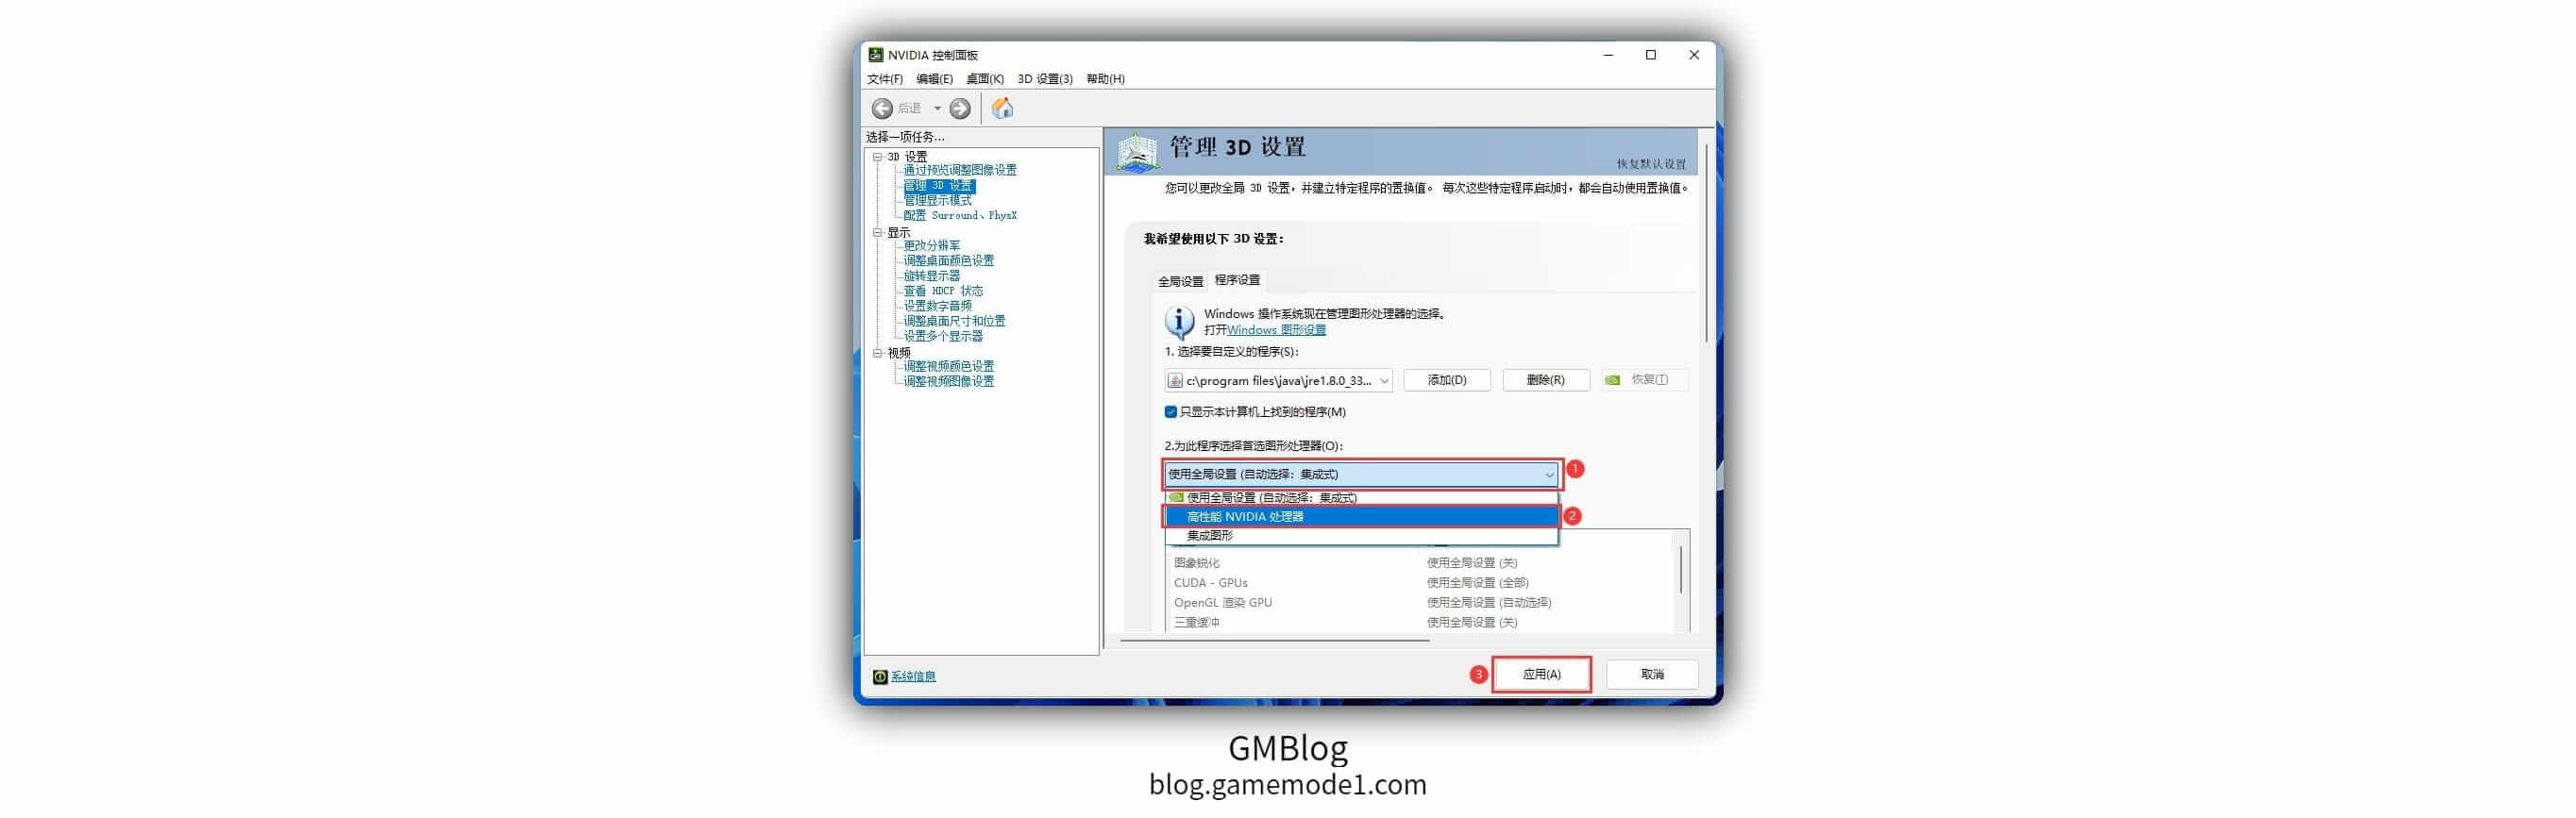 NVIDIA 控制面板
文件(F) 编辑(E) 桌面(K) 3D 设置(3) 帮助(H)
后退
选择一项任务...
3D 设置
通过预览调整图像设置
管理 3D 设置
管理显示模式
配置 Surround、PhysX
显示
更改分辨率
调整桌面颜色设置
旋转显示器
查看 HDCP 状态
设置数字音频
调整桌面尺寸和位置
设置多个显示器
视频
调整视频颜色设置
调整视频图像设置
系统信息
管理 3D 设置
恢复默认设置
您可以更改全局 3D 设置，并建立特定程序的置换值。 每次这些特定程序启动时，都会自动使用置换值。
我希望使用以下 3D 设置:
全局设置 程序设置
Windows 操作系统现在管理图形处理器的选择。
打开Windows 图形设置
1. 选择要自定义的程序(S):
c:\program files\java\jre1.8.0_33... 添加(D) 删除(R) 恢复(T)
只显示本计算机上找到的程序(M)
2.为此程序选择首选图形处理器(O):
使用全局设置 (自动选择: 集成式) 1
使用全局设置 (自动选择: 集成式)
高性能 NVIDIA 处理器 2
集成图形
图象锐化 使用全局设置 (关)
CUDA - GPUs 使用全局设置 (全部)
OpenGL 渲染 GPU 使用全局设置 (自动选择)
三重缓冲 使用全局设置 (关)
3 应用(A) 取消
GMBlog
blog.gamemode1.com